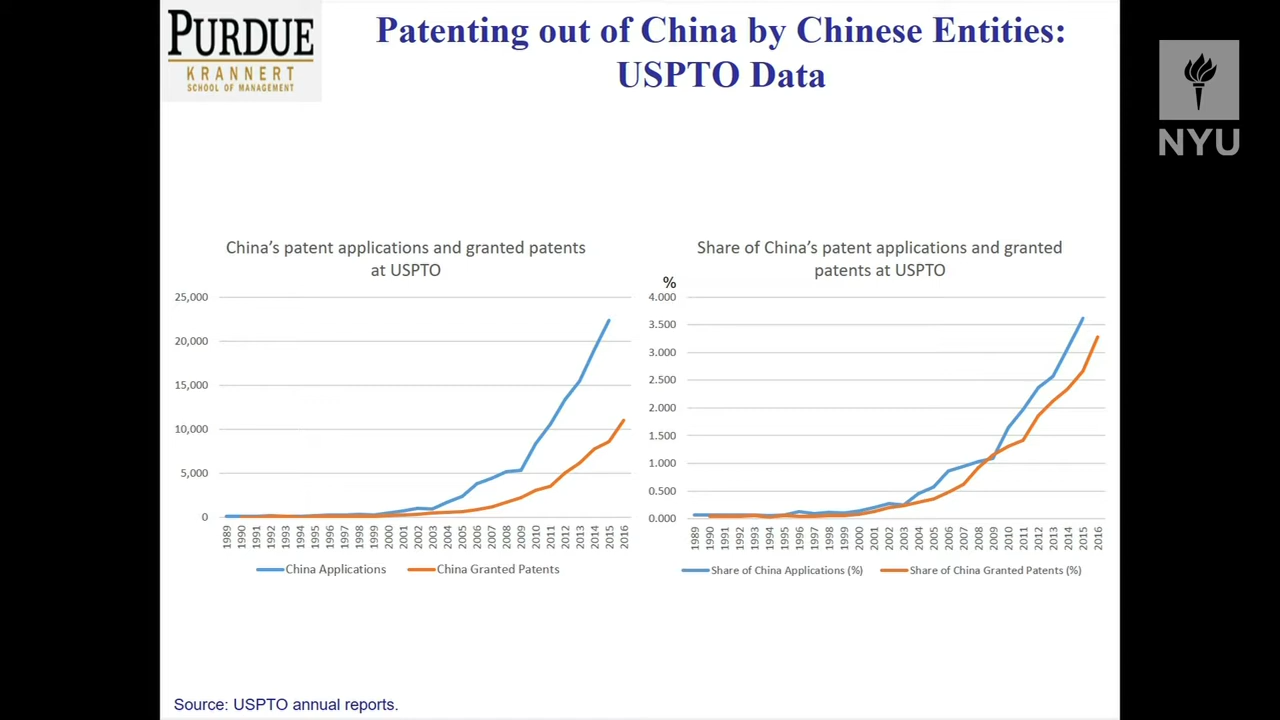 PURDUE
KRANNERT
SCHOOL OF MANAGEMENT
Patenting out of China by Chinese Entities:
USPTO Data
NYU
China's patent applications and granted patents
at USPTO
25,000
20,000
15,000
10,000
5,000
0
1989 1990 1991 1992 1993 1994 1995 1996 1997 1998 1999 2000 2001 2002 2003 2004 2005 2006 2007 2008 2009 2010 2011 2012 2013 2014 2015 2016
China Applications China Granted Patents
Share of China's patent applications and granted
patents at USPTO
%
4.000
3.500
3.000
2.500
2.000
1.500
1.000
0.500
0.000
1989 1990 1991 1992 1993 1994 1995 1996 1997 1998 1999 2000 2001 2002 2003 2004 2005 2006 2007 2008 2009 2010 2011 2012 2013 2014 2015 2016
Share of China Applications (%) Share of China Granted Patents (%)
Source: USPTO annual reports.